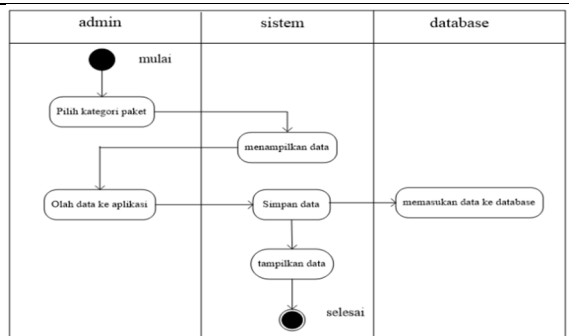 admin
sistem
database
mulai
Pilih kategori paket
menampilkan data
Olah data ke aplikasi
Simpan data
memasukan data ke database
tampilkan data
selesai